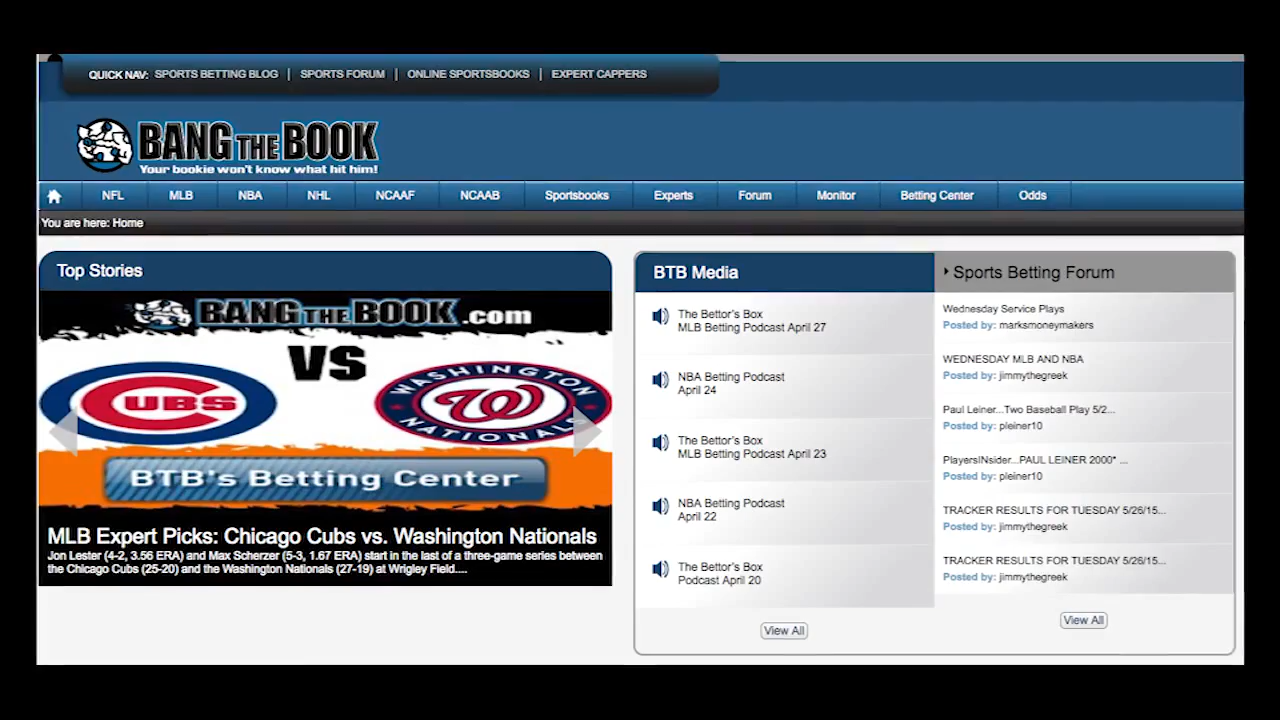 QUICK NAV: SPORTS BETTING BLOG | SPORTS FORUM | ONLINE SPORTSBOOKS | EXPERT CAPPERS
BANG THE BOOK
Your bookie won't know what hit him!
NFL MLB NBA NHL NCAAF NCAAB Sportsbooks Experts Forum Monitor Betting Center Odds
You are here: Home
Top Stories
BANG THE BOOK.com
VS
CUBS
WASHINGTON NATIONALS
W
BTB's Betting Center
MLB Expert Picks: Chicago Cubs vs. Washington Nationals
Jon Lester (4-2, 3.56 ERA) and Max Scherzer (5-3, 1.67 ERA) start in the last of a three-game series between
the Chicago Cubs (25-20) and the Washington Nationals (27-19) at Wrigley Field....
BTB Media
The Bettor's Box
MLB Betting Podcast April 27
NBA Betting Podcast
April 24
The Bettor's Box
MLB Betting Podcast April 23
NBA Betting Podcast
April 22
The Bettor's Box
Podcast April 20
View All
Sports Betting Forum
Wednesday Service Plays
Posted by: marksmoneymakers
WEDNESDAY MLB AND NBA
Posted by: jimmythegreek
Paul Leiner...Two Baseball Play 5/2...
Posted by: pleiner10
PlayersINsider...PAUL LEINER 2000* ...
Posted by: pleiner10
TRACKER RESULTS FOR TUESDAY 5/26/15...
Posted by: jimmythegreek
TRACKER RESULTS FOR TUESDAY 5/26/15...
Posted by: jimmythegreek
View All